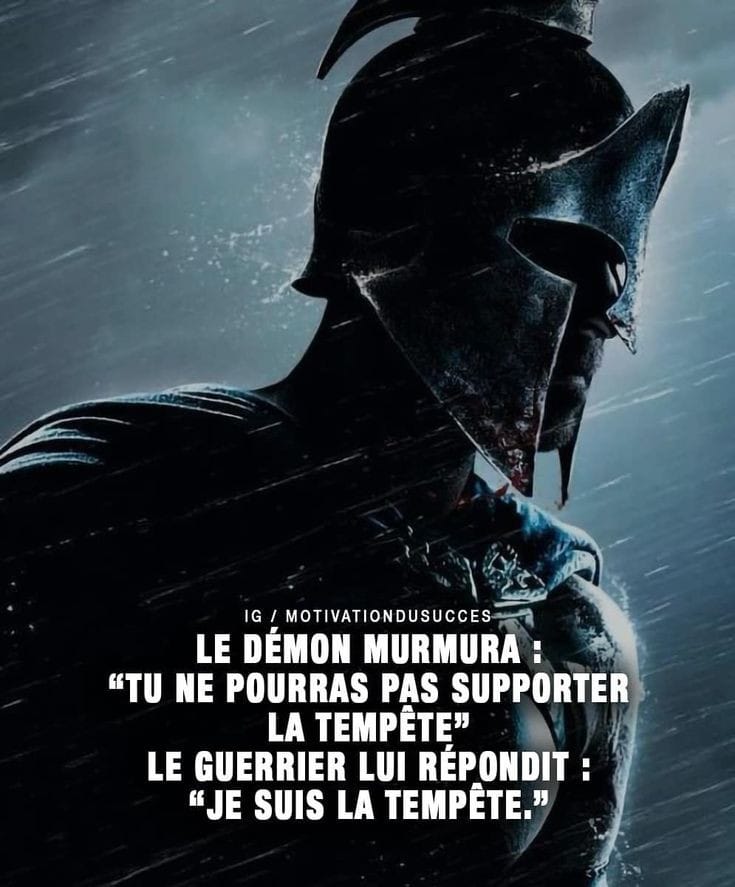 IG / MOTIVATIONDUSUCCES
LE DÉMON MURMURA :
“TU NE POURRAS PAS SUPPORTER
LA TEMPÊTE”
LE GUERRIER LUI RÉPONDIT :
“JE SUIS LA TEMPÊTE.”